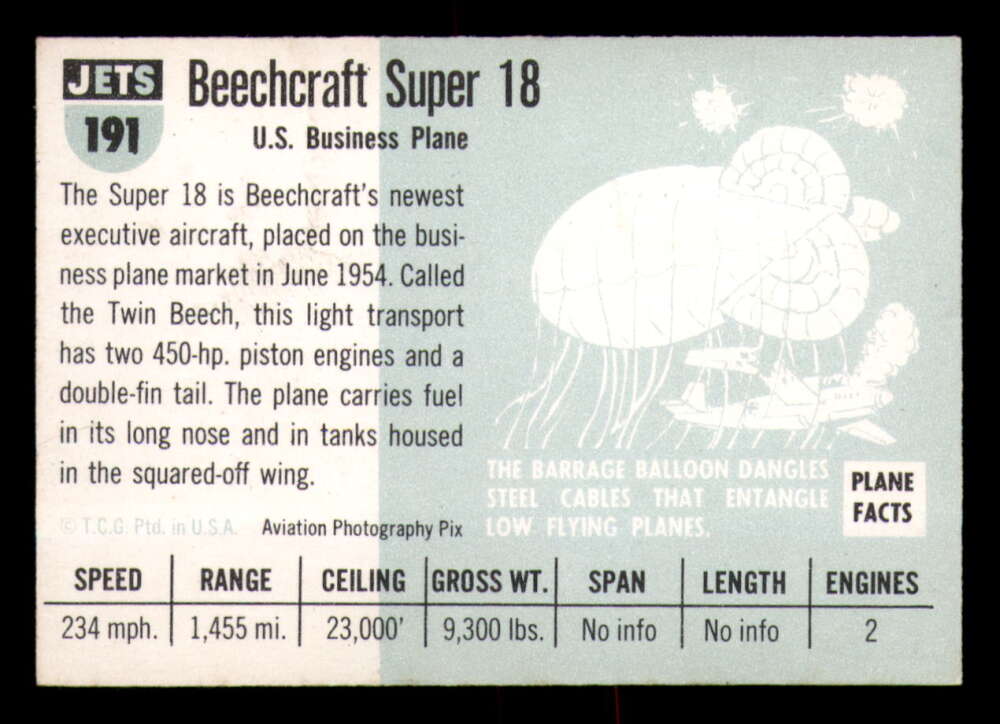 JETS
191
Beechcraft Super 18
U.S. Business Plane
The Super 18 is Beechcraft's newest
executive aircraft, placed on the busi-
ness plane market in June 1954. Called
the Twin Beech, this light transport
has two 450-hp. piston engines and a
double-fin tail. The plane carries fuel
in its long nose and in tanks housed
in the squared-off wing.
© T.C.G. Ptd. in U.S.A. Aviation Photography Pix
THE BARRAGE BALLOON DANGLES
STEEL CABLES THAT ENTANGLE
LOW FLYING PLANES.
PLANE
FACTS
SPEED RANGE CEILING GROSS WT. SPAN LENGTH ENGINES
234 mph. 1,455 mi. 23,000' 9,300 lbs. No info No info 2